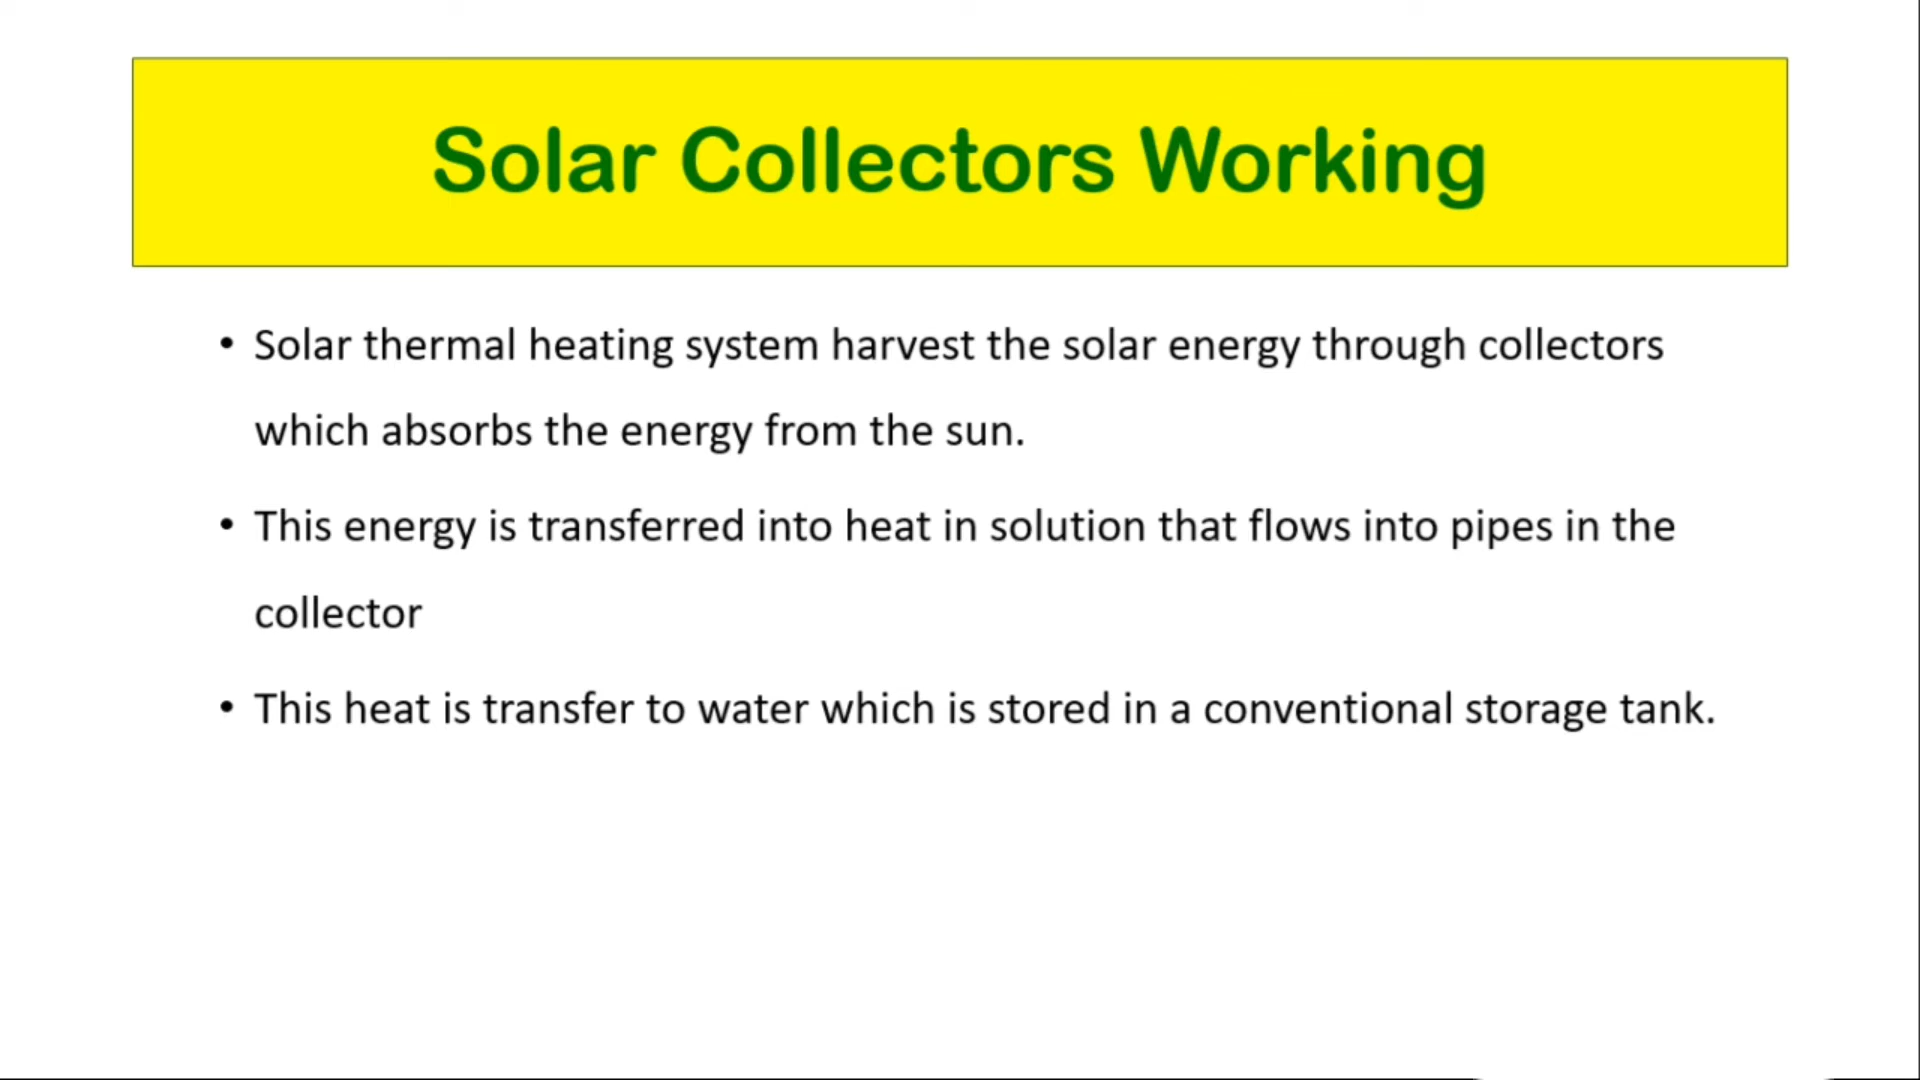 Solar Collectors Working
• Solar thermal heating system harvest the solar energy through collectors
which absorbs the energy from the sun.
• This energy is transferred into heat in solution that flows into pipes in the
collector
• This heat is transfer to water which is stored in a conventional storage tank.